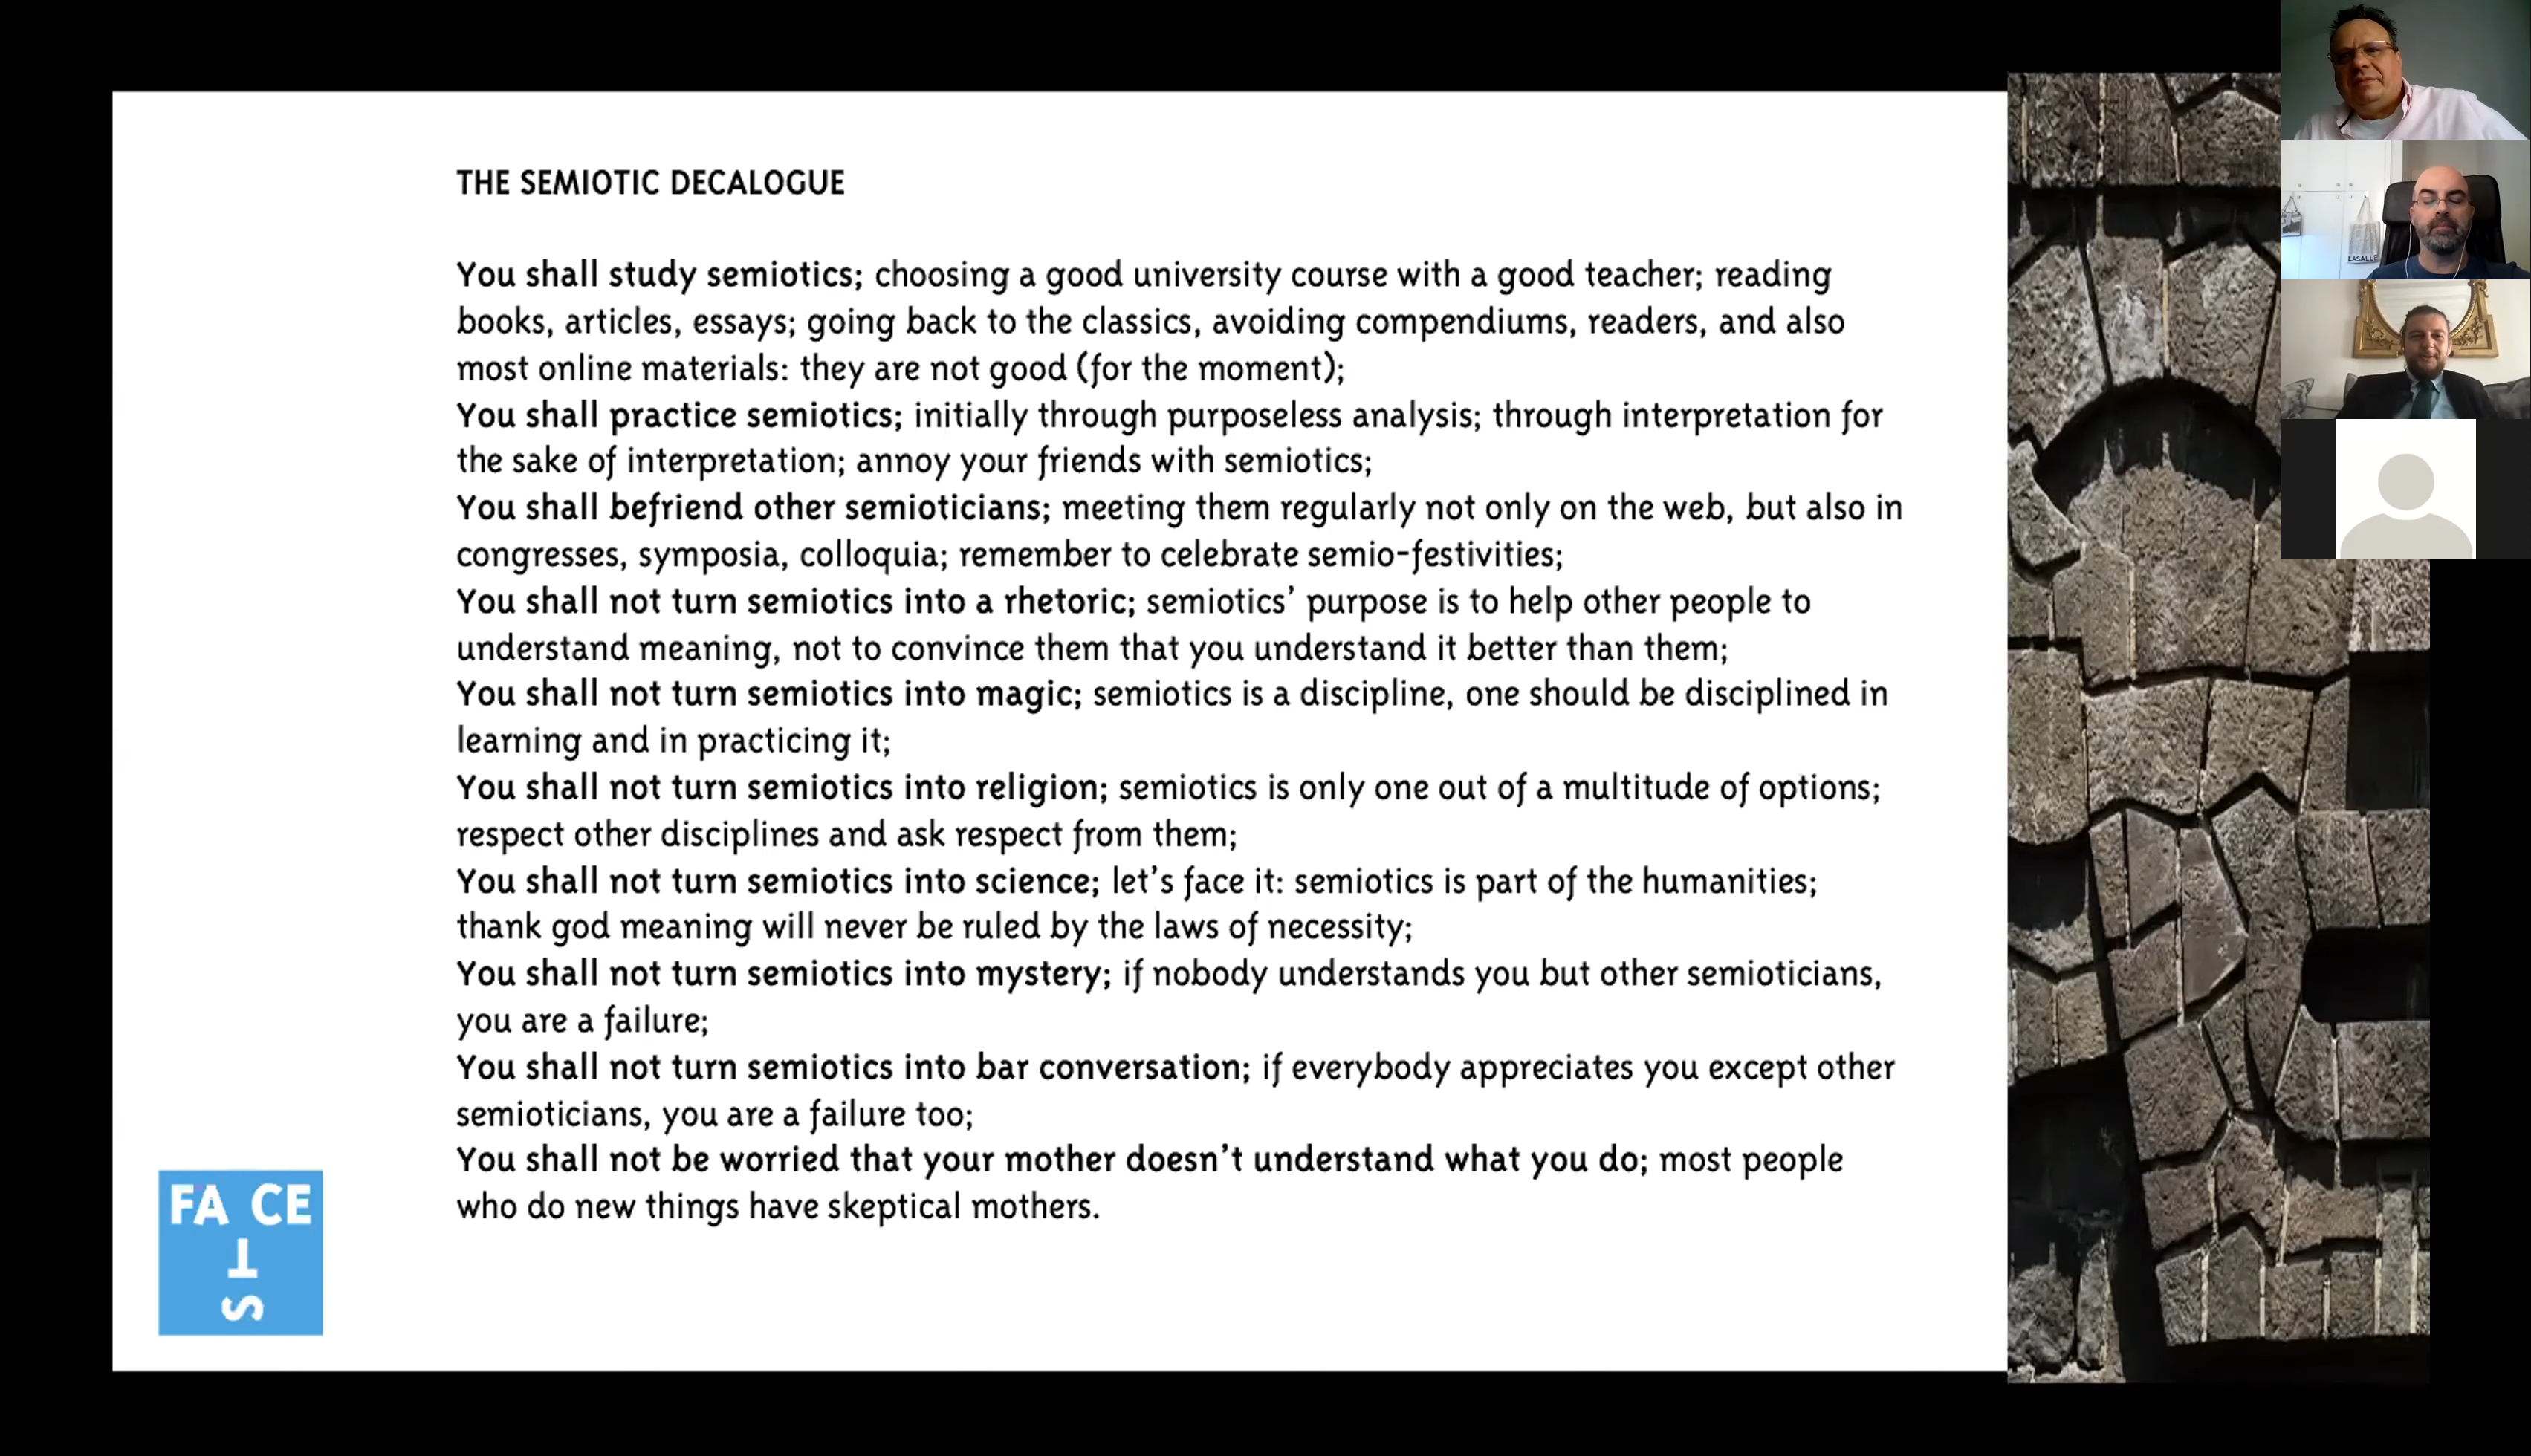 THE SEMIOTIC DECALOGUE
You shall study semiotics; choosing a good university course with a good teacher; reading
books, articles, essays; going back to the classics, avoiding compendiums, readers, and also
most online materials: they are not good (for the moment);
You shall practice semiotics; initially through purposeless analysis; through interpretation for
the sake of interpretation; annoy your friends with semiotics;
You shall befriend other semioticians; meeting them regularly not only on the web, but also in
congresses, symposia, colloquia; remember to celebrate semio-festivities;
You shall not turn semiotics into a rhetoric; semiotics’ purpose is to help other people to
understand meaning, not to convince them that you understand it better than them;
You shall not turn semiotics into magic; semiotics is a discipline, one should be disciplined in
learning and in practicing it;
You shall not turn semiotics into religion; semiotics is only one out of a multitude of options;
respect other disciplines and ask respect from them;
You shall not turn semiotics into science; let’s face it: semiotics is part of the humanities;
thank god meaning will never be ruled by the laws of necessity;
You shall not turn semiotics into mystery; if nobody understands you but other semioticians,
you are a failure;
You shall not turn semiotics into bar conversation; if everybody appreciates you except other
semioticians, you are a failure too;
You shall not be worried that your mother doesn’t understand what you do; most people
who do new things have skeptical mothers.
FA CE
T
S
LASALLE